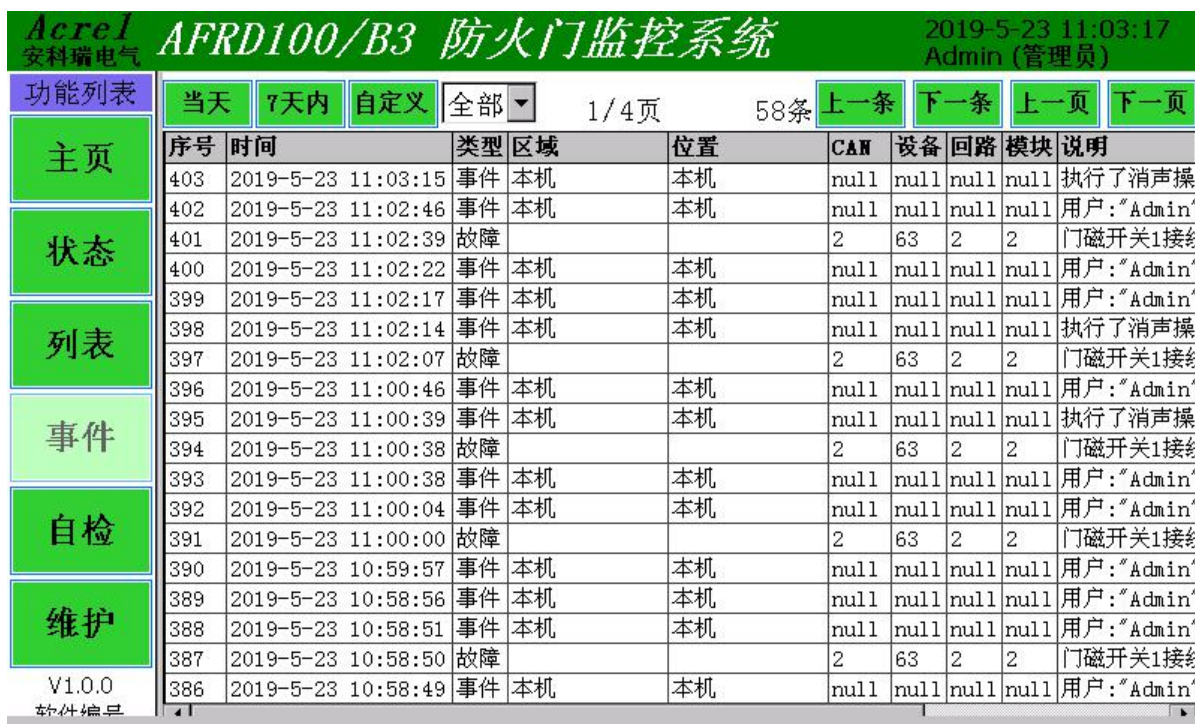 Acrel
安科瑞电气
AFRD100/B3 防火门监控系统
2019-5-23 11:03:17
Admin (管理员)
功能列表
主页
状态
列表
事件
自检
维护
V1.0.0
软件编号
当天 7天内 自定义 全部 1/4页 58条 上一条 下一条 上一页 下一页
序号 时间 类型 区域 位置 CAN 设备 回路 模块 说明
403 2019-5-23 11:03:15 事件 本机 本机 null null null null 执行了消声操
402 2019-5-23 11:02:46 事件 本机 本机 null null null null 用户:"Admin"
401 2019-5-23 11:02:39 故障 2 63 2 2 门磁开关1接线
400 2019-5-23 11:02:22 事件 本机 本机 null null null null 用户:"Admin"
399 2019-5-23 11:02:17 事件 本机 本机 null null null null 用户:"Admin"
398 2019-5-23 11:02:14 事件 本机 本机 null null null null 执行了消声操
397 2019-5-23 11:02:07 故障 2 63 2 2 门磁开关1接线
396 2019-5-23 11:00:46 事件 本机 本机 null null null null 用户:"Admin"
395 2019-5-23 11:00:39 事件 本机 本机 null null null null 执行了消声操
394 2019-5-23 11:00:38 故障 2 63 2 2 门磁开关1接线
393 2019-5-23 11:00:38 事件 本机 本机 null null null null 用户:"Admin"
392 2019-5-23 11:00:04 事件 本机 本机 null null null null 用户:"Admin"
391 2019-5-23 11:00:00 故障 2 63 2 2 门磁开关1接线
390 2019-5-23 10:59:57 事件 本机 本机 null null null null 用户:"Admin"
389 2019-5-23 10:58:56 事件 本机 本机 null null null null 用户:"Admin"
388 2019-5-23 10:58:51 事件 本机 本机 null null null null 用户:"Admin"
387 2019-5-23 10:58:50 故障 2 63 2 2 门磁开关1接线
386 2019-5-23 10:58:49 事件 本机 本机 null null null null 用户:"Admin"